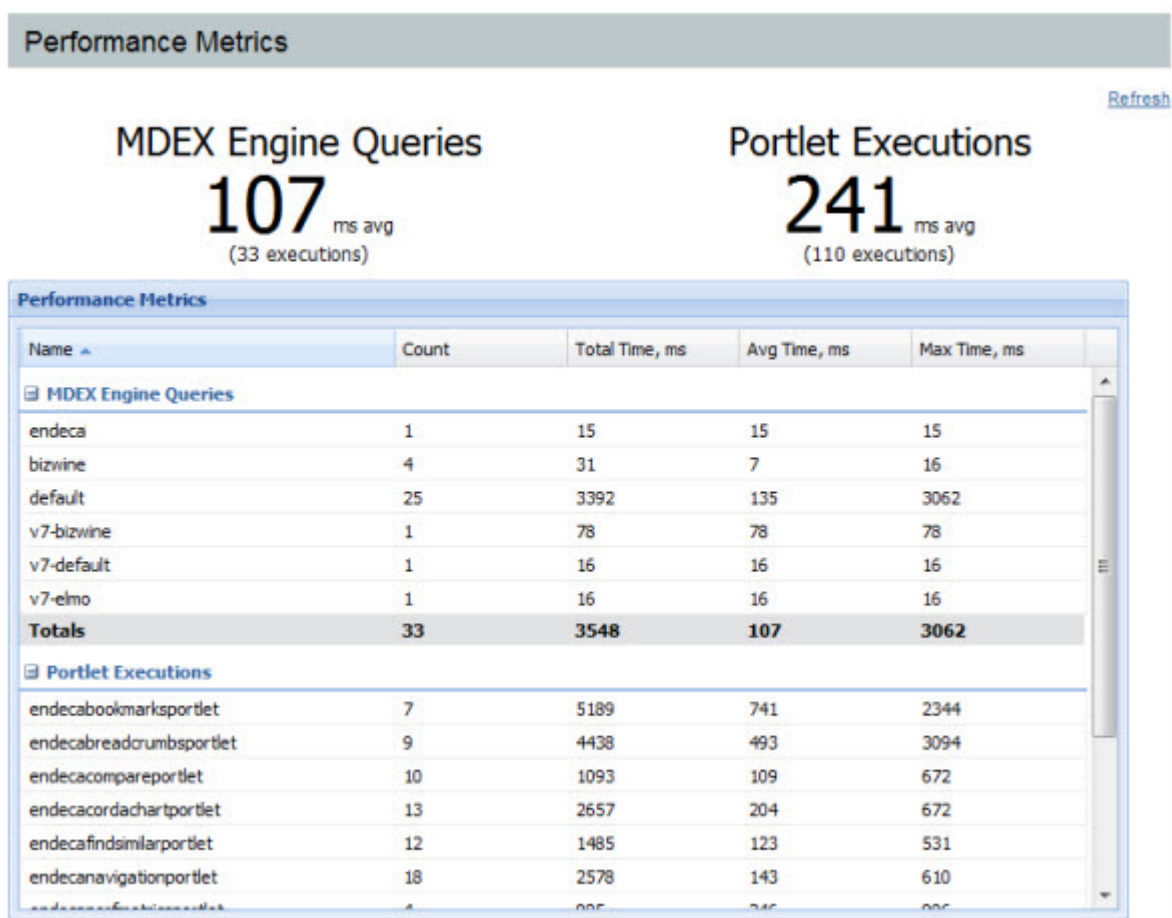 Performance Metrics
Refresh
MDEX Engine Queries
107 ms avg
(33 executions)
Portlet Executions
241 ms avg
(110 executions)
Performance Metrics
Name Count Total Time, ms Avg Time, ms Max Time, ms
MDEX Engine Queries
endeca 1 15 15 15
bizwine 4 31 7 16
default 25 3392 135 3062
v7-bizwine 1 78 78 78
v7-default 1 16 16 16
v7-elmo 1 16 16 16
Totals 33 3548 107 3062
Portlet Executions
endecabookmarksportlet 7 5189 741 2344
endecabreadcrumbsportlet 9 4438 493 3094
endecacompareportlet 10 1093 109 672
endecacordachartportlet 13 2657 204 672
endecafindsimilarportlet 12 1485 123 531
endecanavigationportlet 18 2578 143 610